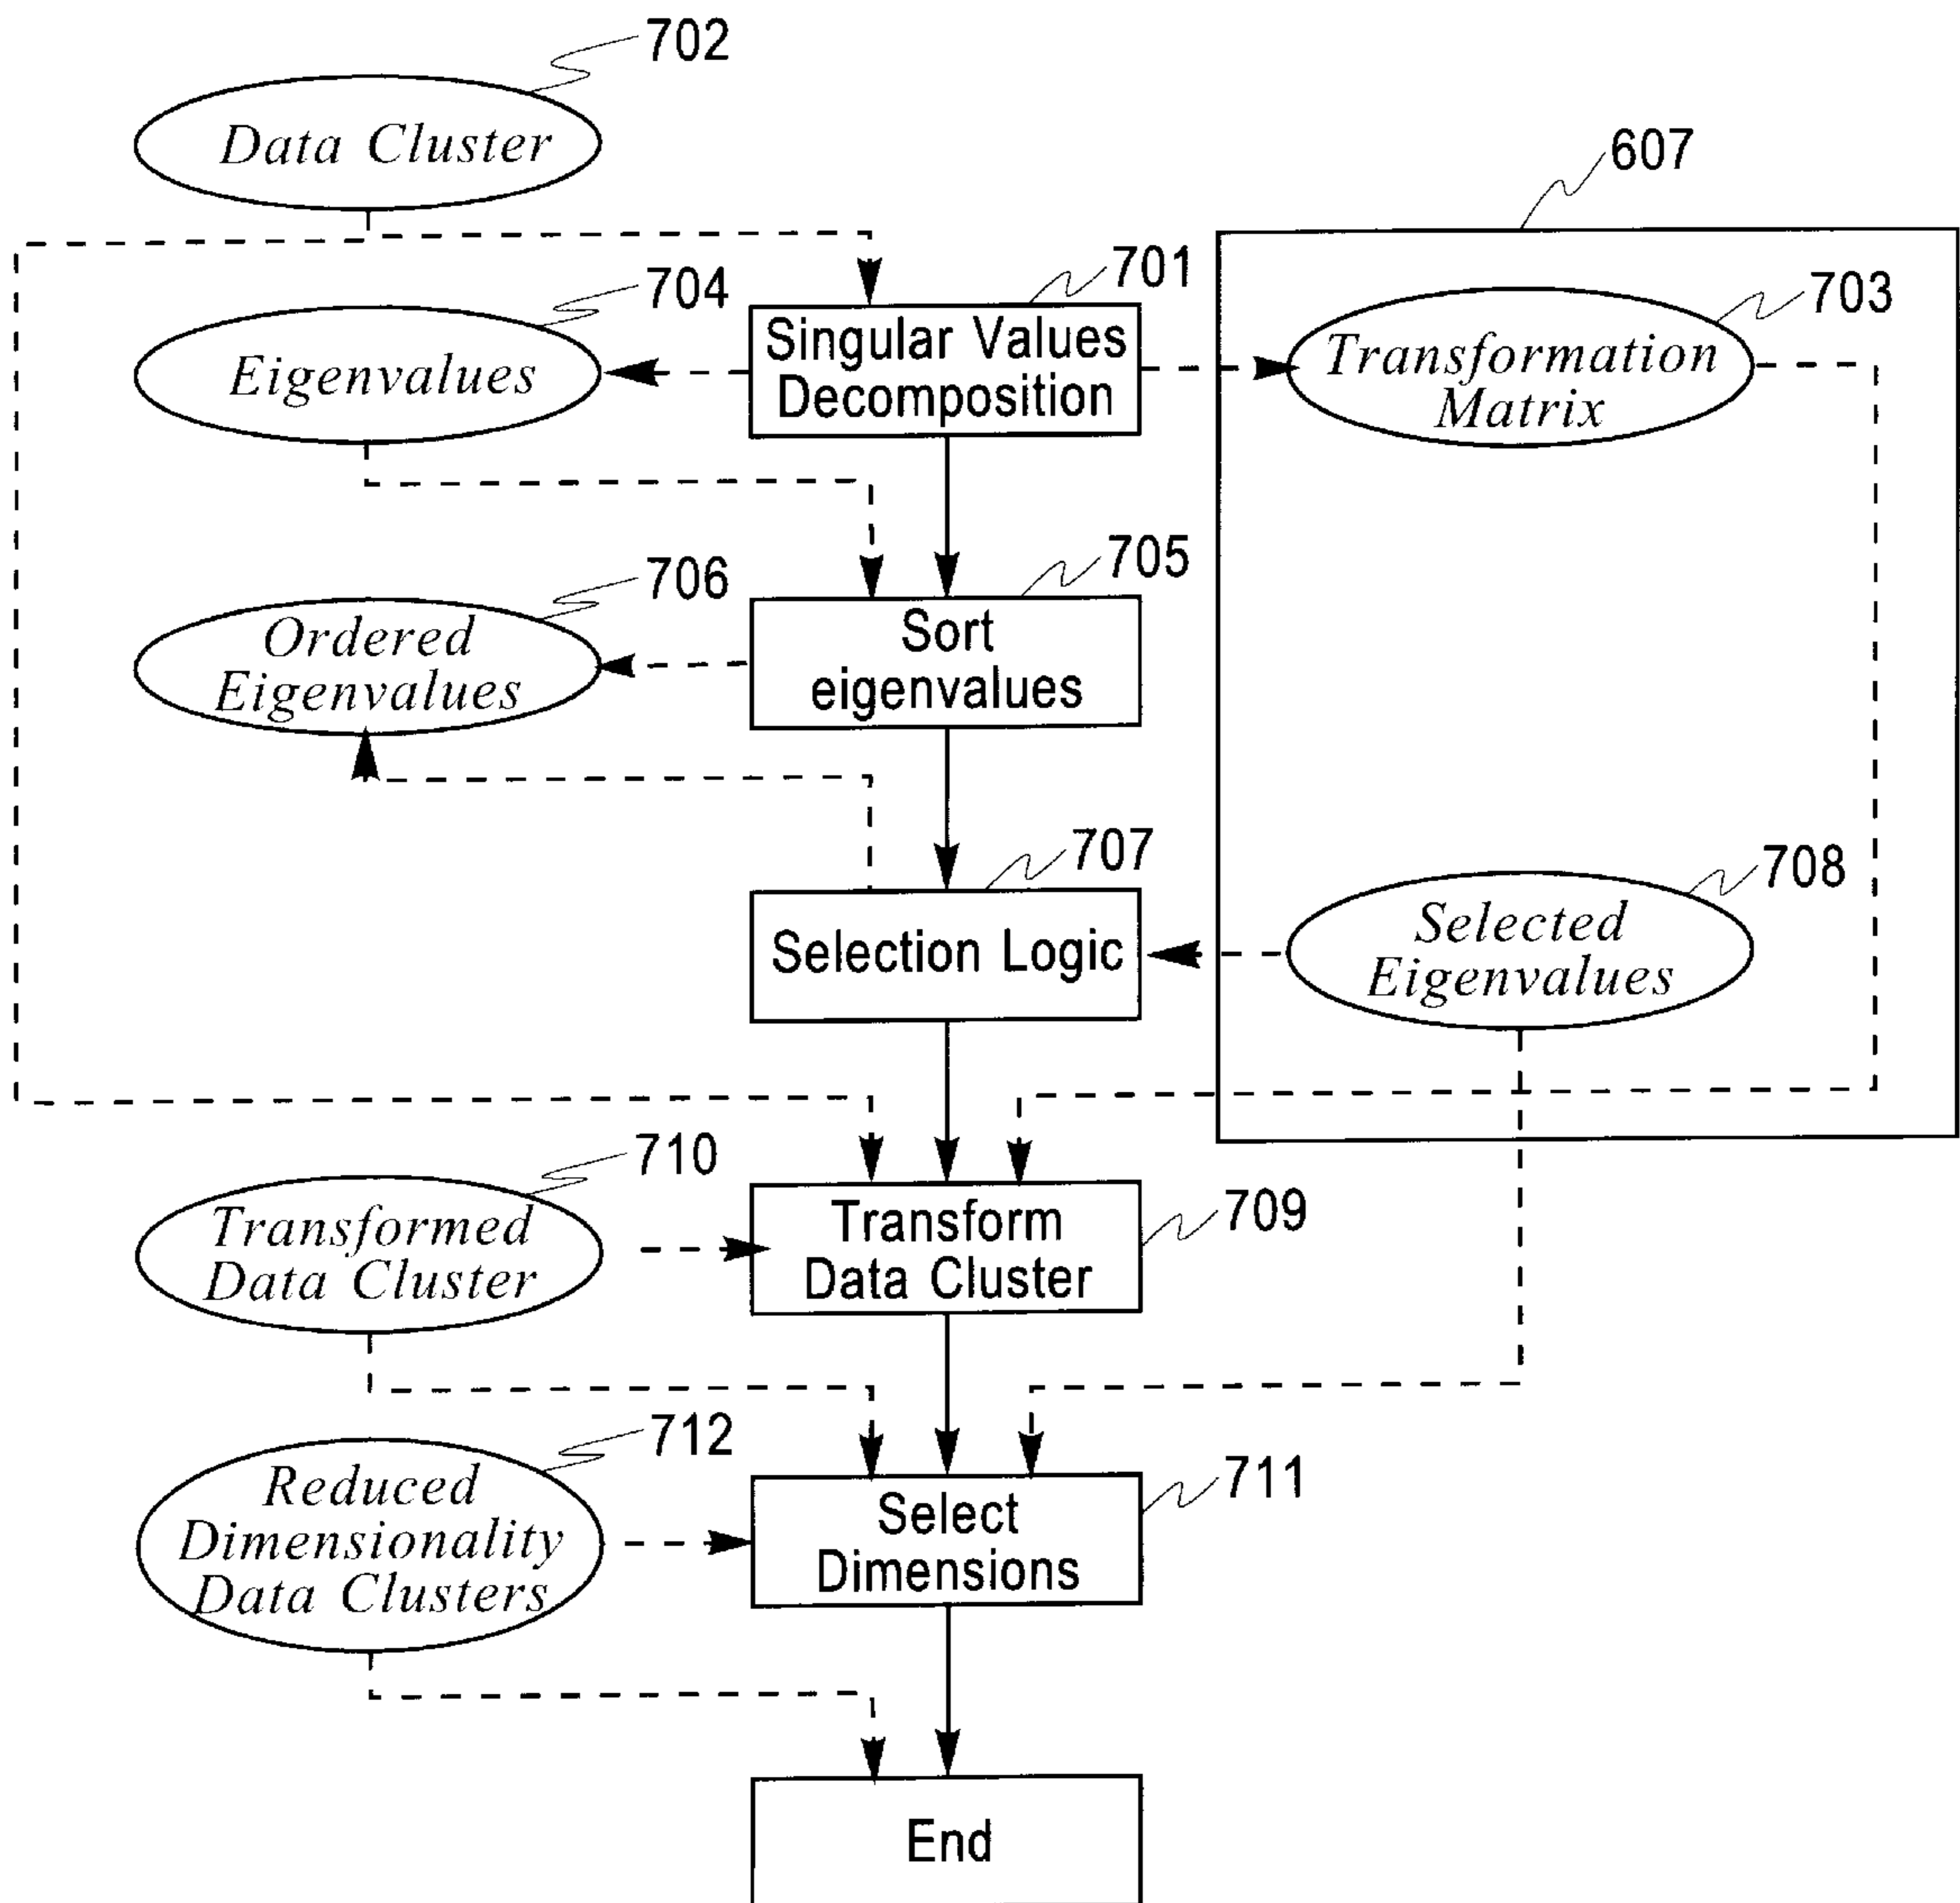 702
Data Cluster
607
704
701
703
Eigenvalues
Singular Values
Decomposition
Transformation
Matrix
706
705
Ordered
Eigenvalues
Sort
eigenvalues
707
708
Selection Logic
Selected
Eigenvalues
710
709
Transformed
Data Cluster
Transform
Data Cluster
712
711
Reduced
Dimensionality
Data Clusters
Select
Dimensions
End